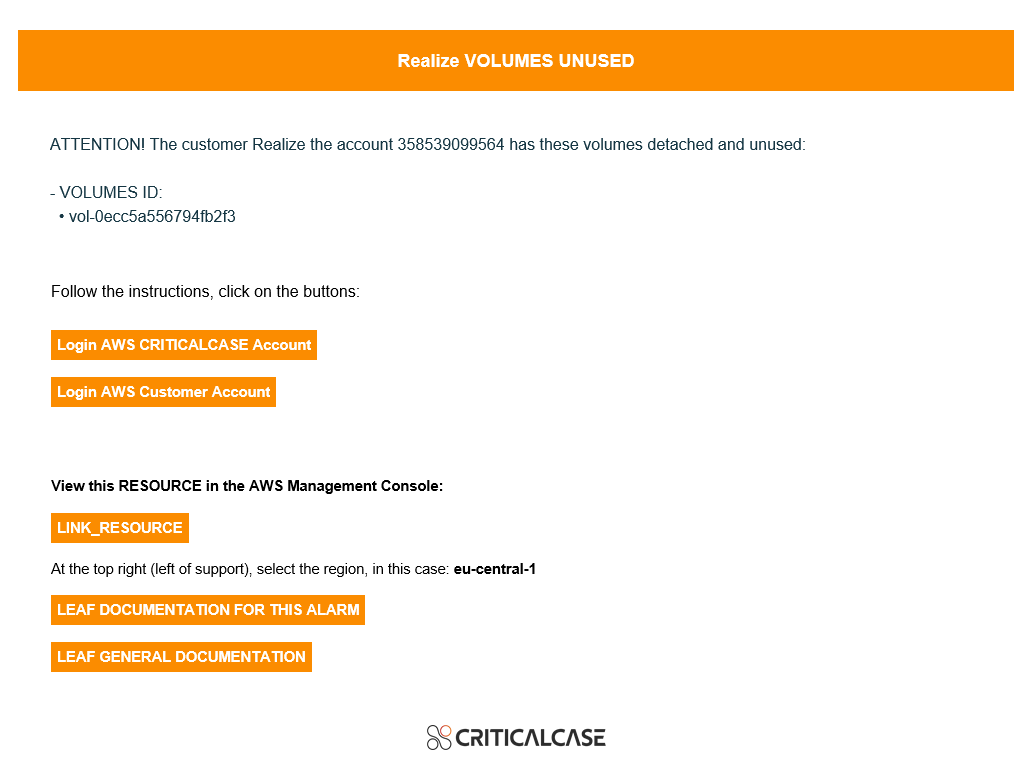 Realize VOLUMES UNUSED
ATTENTION! The customer Realize the account 358539099564 has these volumes detached and unused:
- VOLUMES ID:
• vol-0ecc5a556794fb2f3
Follow the instructions, click on the buttons:
Login AWS CRITICALCASE Account
Login AWS Customer Account
View this RESOURCE in the AWS Management Console:
LINK_RESOURCE
At the top right (left of support), select the region, in this case: eu-central-1
LEAF DOCUMENTATION FOR THIS ALARM
LEAF GENERAL DOCUMENTATION
CRITICALCASE